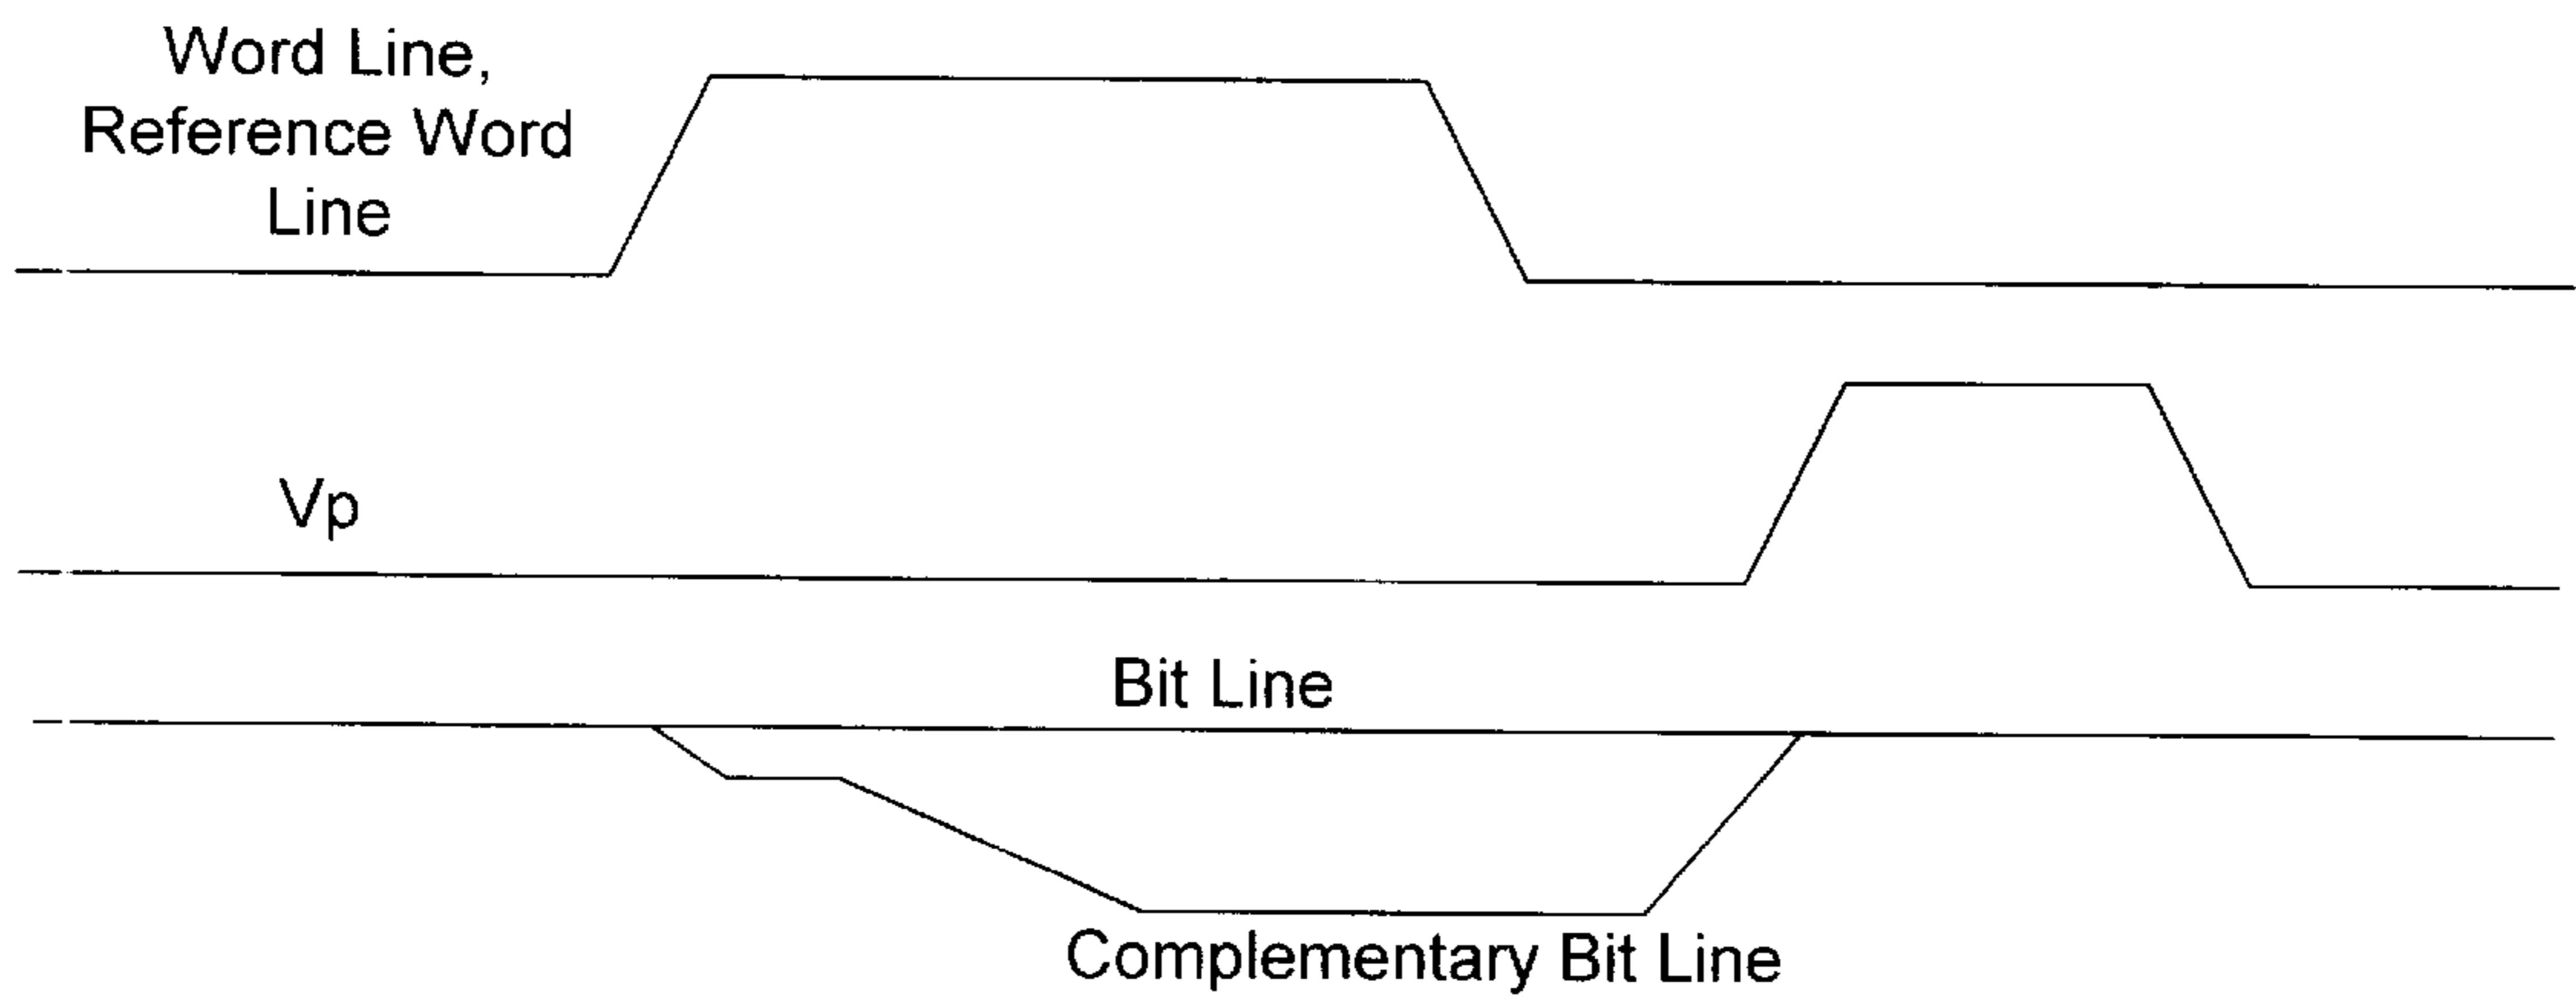 Word Line,
Reference Word
Line
Vp
Bit Line
Complementary Bit Line